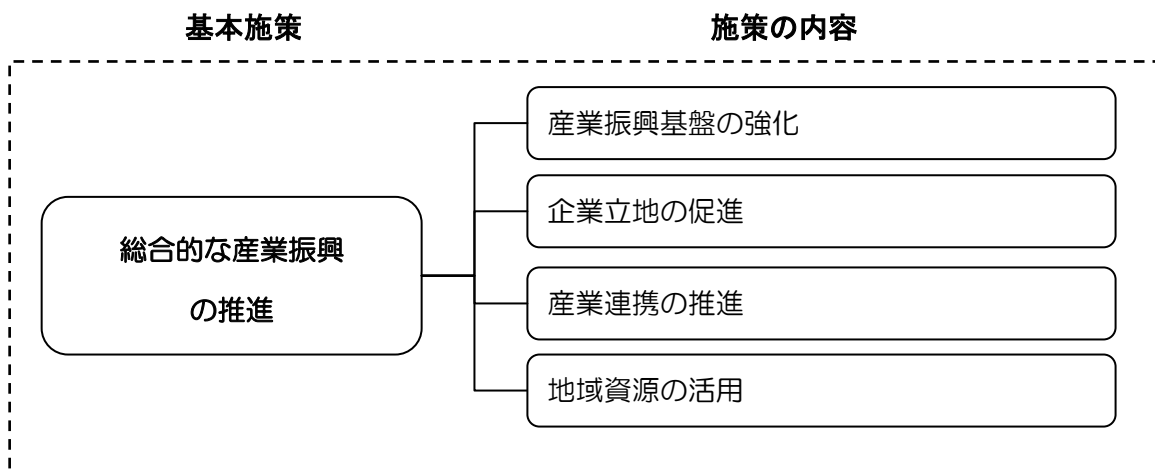 基本施策
施策の内容
総合的な産業振興
の推進
産業振興基盤の強化
企業立地の促進
産業連携の推進
地域資源の活用